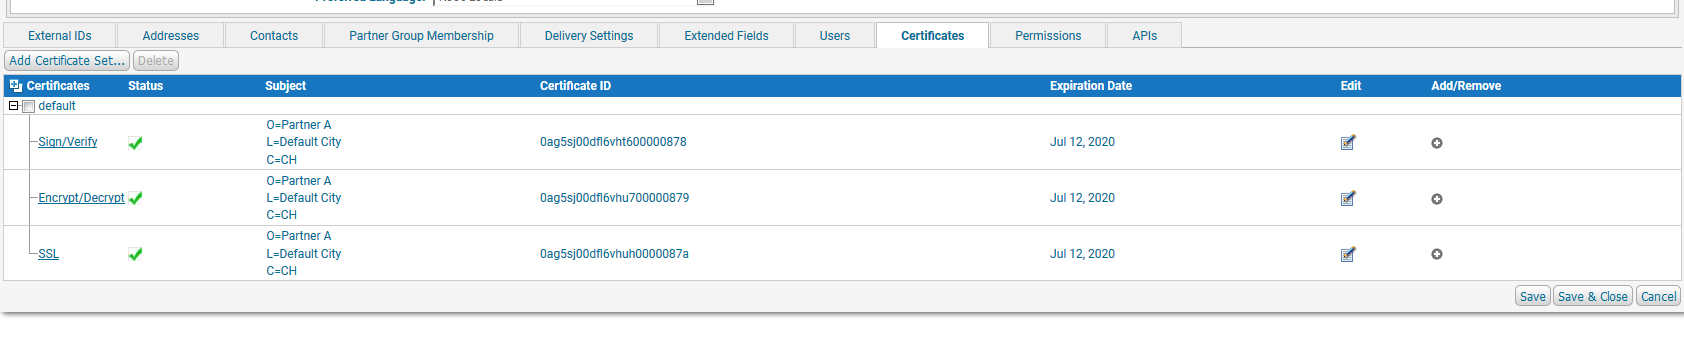 External IDs Addresses Contacts Partner Group Membership Delivery Settings Extended Fields Users Certificates Permissions APIs
Add Certificate Set... Delete
Certificates Status Subject Certificate ID Expiration Date Edit Add/Remove
default
O=Partner A
Sign/Verify L=Default City 0ag5sj00dfl6vht600000878 Jul 12, 2020
C=CH
O=Partner A
Encrypt/Decrypt L=Default City 0ag5sj00dfl6vhu700000879 Jul 12, 2020
C=CH
O=Partner A
SSL L=Default City 0ag5sj00dfl6vhuh0000087a Jul 12, 2020
C=CH
Save Save & Close Cancel